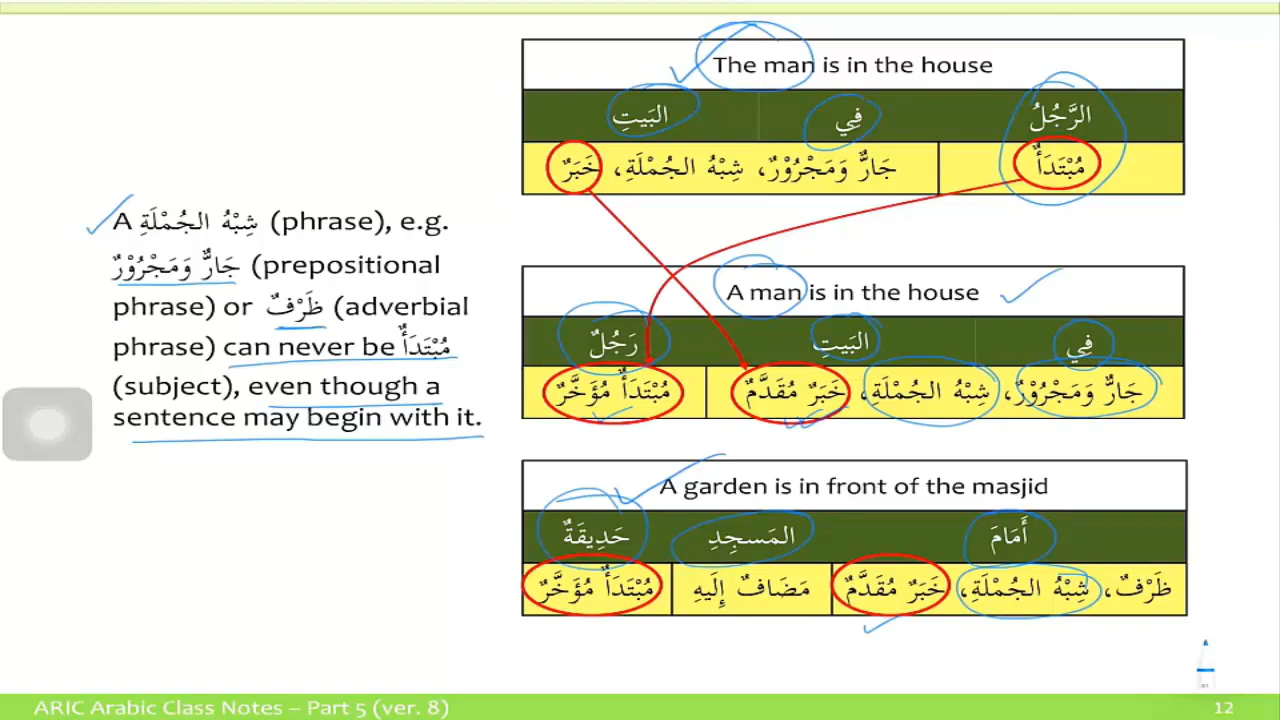 A شِبْهُ الجُمْلَةِ (phrase), e.g.
جَارٌّ وَمَجْرُوْرٌ (prepositional
phrase) or ظَرْفٌ (adverbial
phrase) can never be مُبْتَدَأٌ
(subject), even though a
sentence may begin with it.
The man is in the house
الرَّجُلُ فِي البَيتِ
مُبْتَدَأٌ جَارٌّ وَمَجْرُوْرٌ، شِبْهُ الجُمْلَةِ، خَبَرٌ
A man is in the house
فِي البَيتِ رَجُلٌ
جَارٌّ وَمَجْرُوْرٌ، شِبْهُ الجُمْلَةِ، خَبَرٌ مُقَدَّمٌ مُبْتَدَأٌ مُؤَخَّرٌ
A garden is in front of the masjid
أَمَامَ المَسجِدِ حَدِيقَةٌ
ظَرْفٌ، شِبْهُ الجُمْلَةِ، خَبَرٌ مُقَدَّمٌ مَضَافٌ إِلَيهِ مُبْتَدَأٌ مُؤَخَّرٌ
ARIC Arabic Class Notes – Part 5 (ver. 8)
12